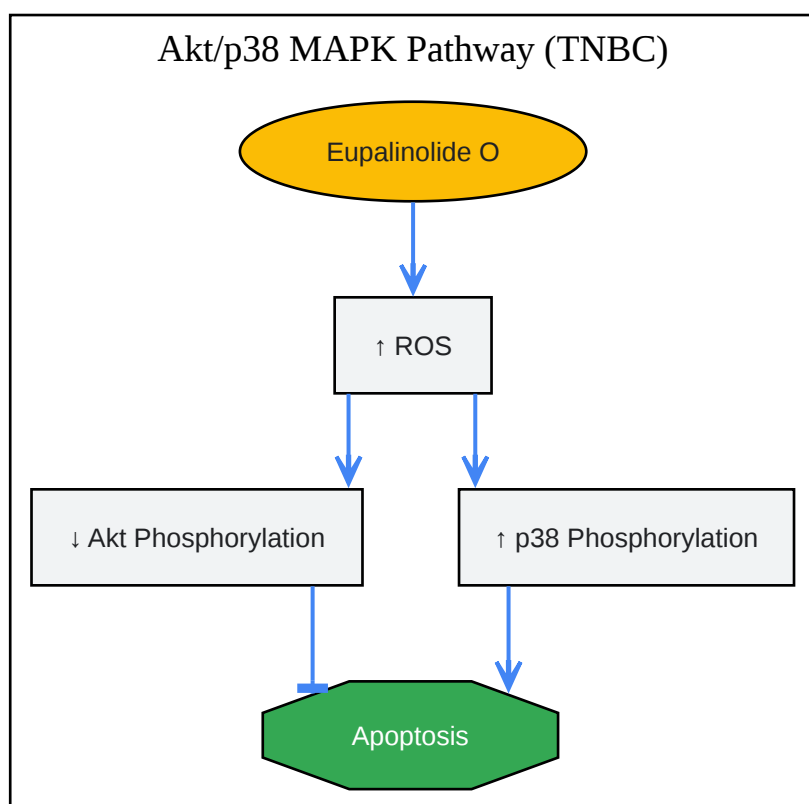 Akt/p38 MAPK Pathway (TNBC)
Eupalinolide O
↑ ROS
↓ Akt Phosphorylation
↑ p38 Phosphorylation
Apoptosis